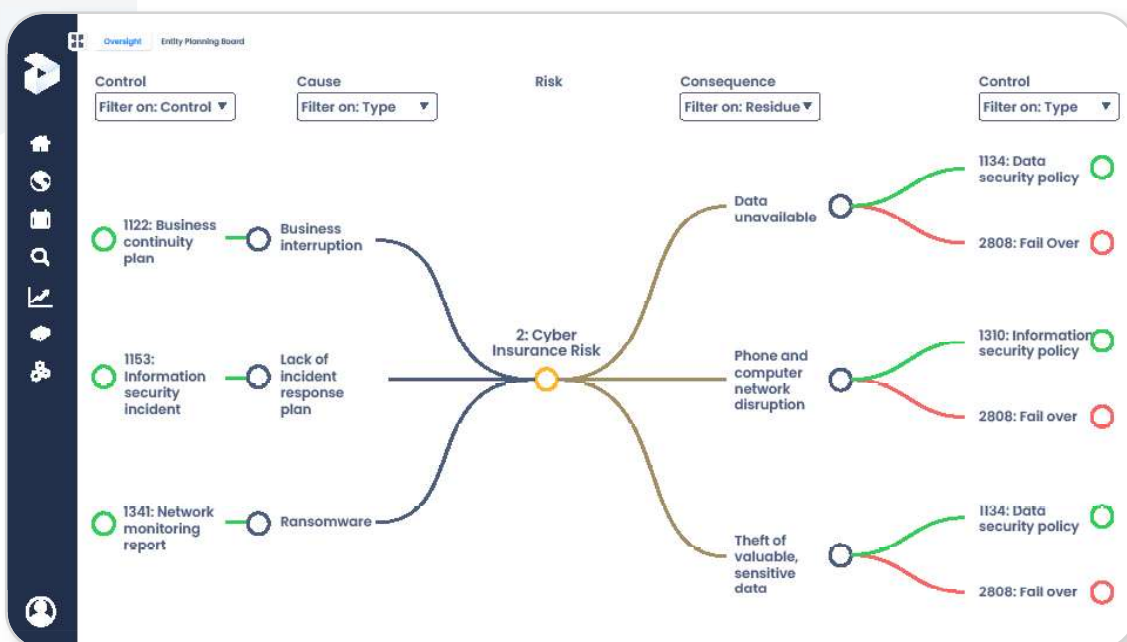 Oversight Entity Planning Board
Control
Filter on: Control
Cause
Filter on: Type
Risk
Consequence
Filter on: Residue
Control
Filter on: Type
1122: Business
continuity
plan
Business
interruption
1153:
Information
security
incident
Lack of
incident
response
plan
1341: Network
monitoring
report
Ransomware
2: Cyber
Insurance Risk
Data
unavailable
Phone and
computer
network
disruption
Theft of
valuable,
sensitive
data
1134: Data
security policy
2808: Fail Over
1310: Information
security policy
2808: Fail over
1134: Data
security policy
2808: Fail over